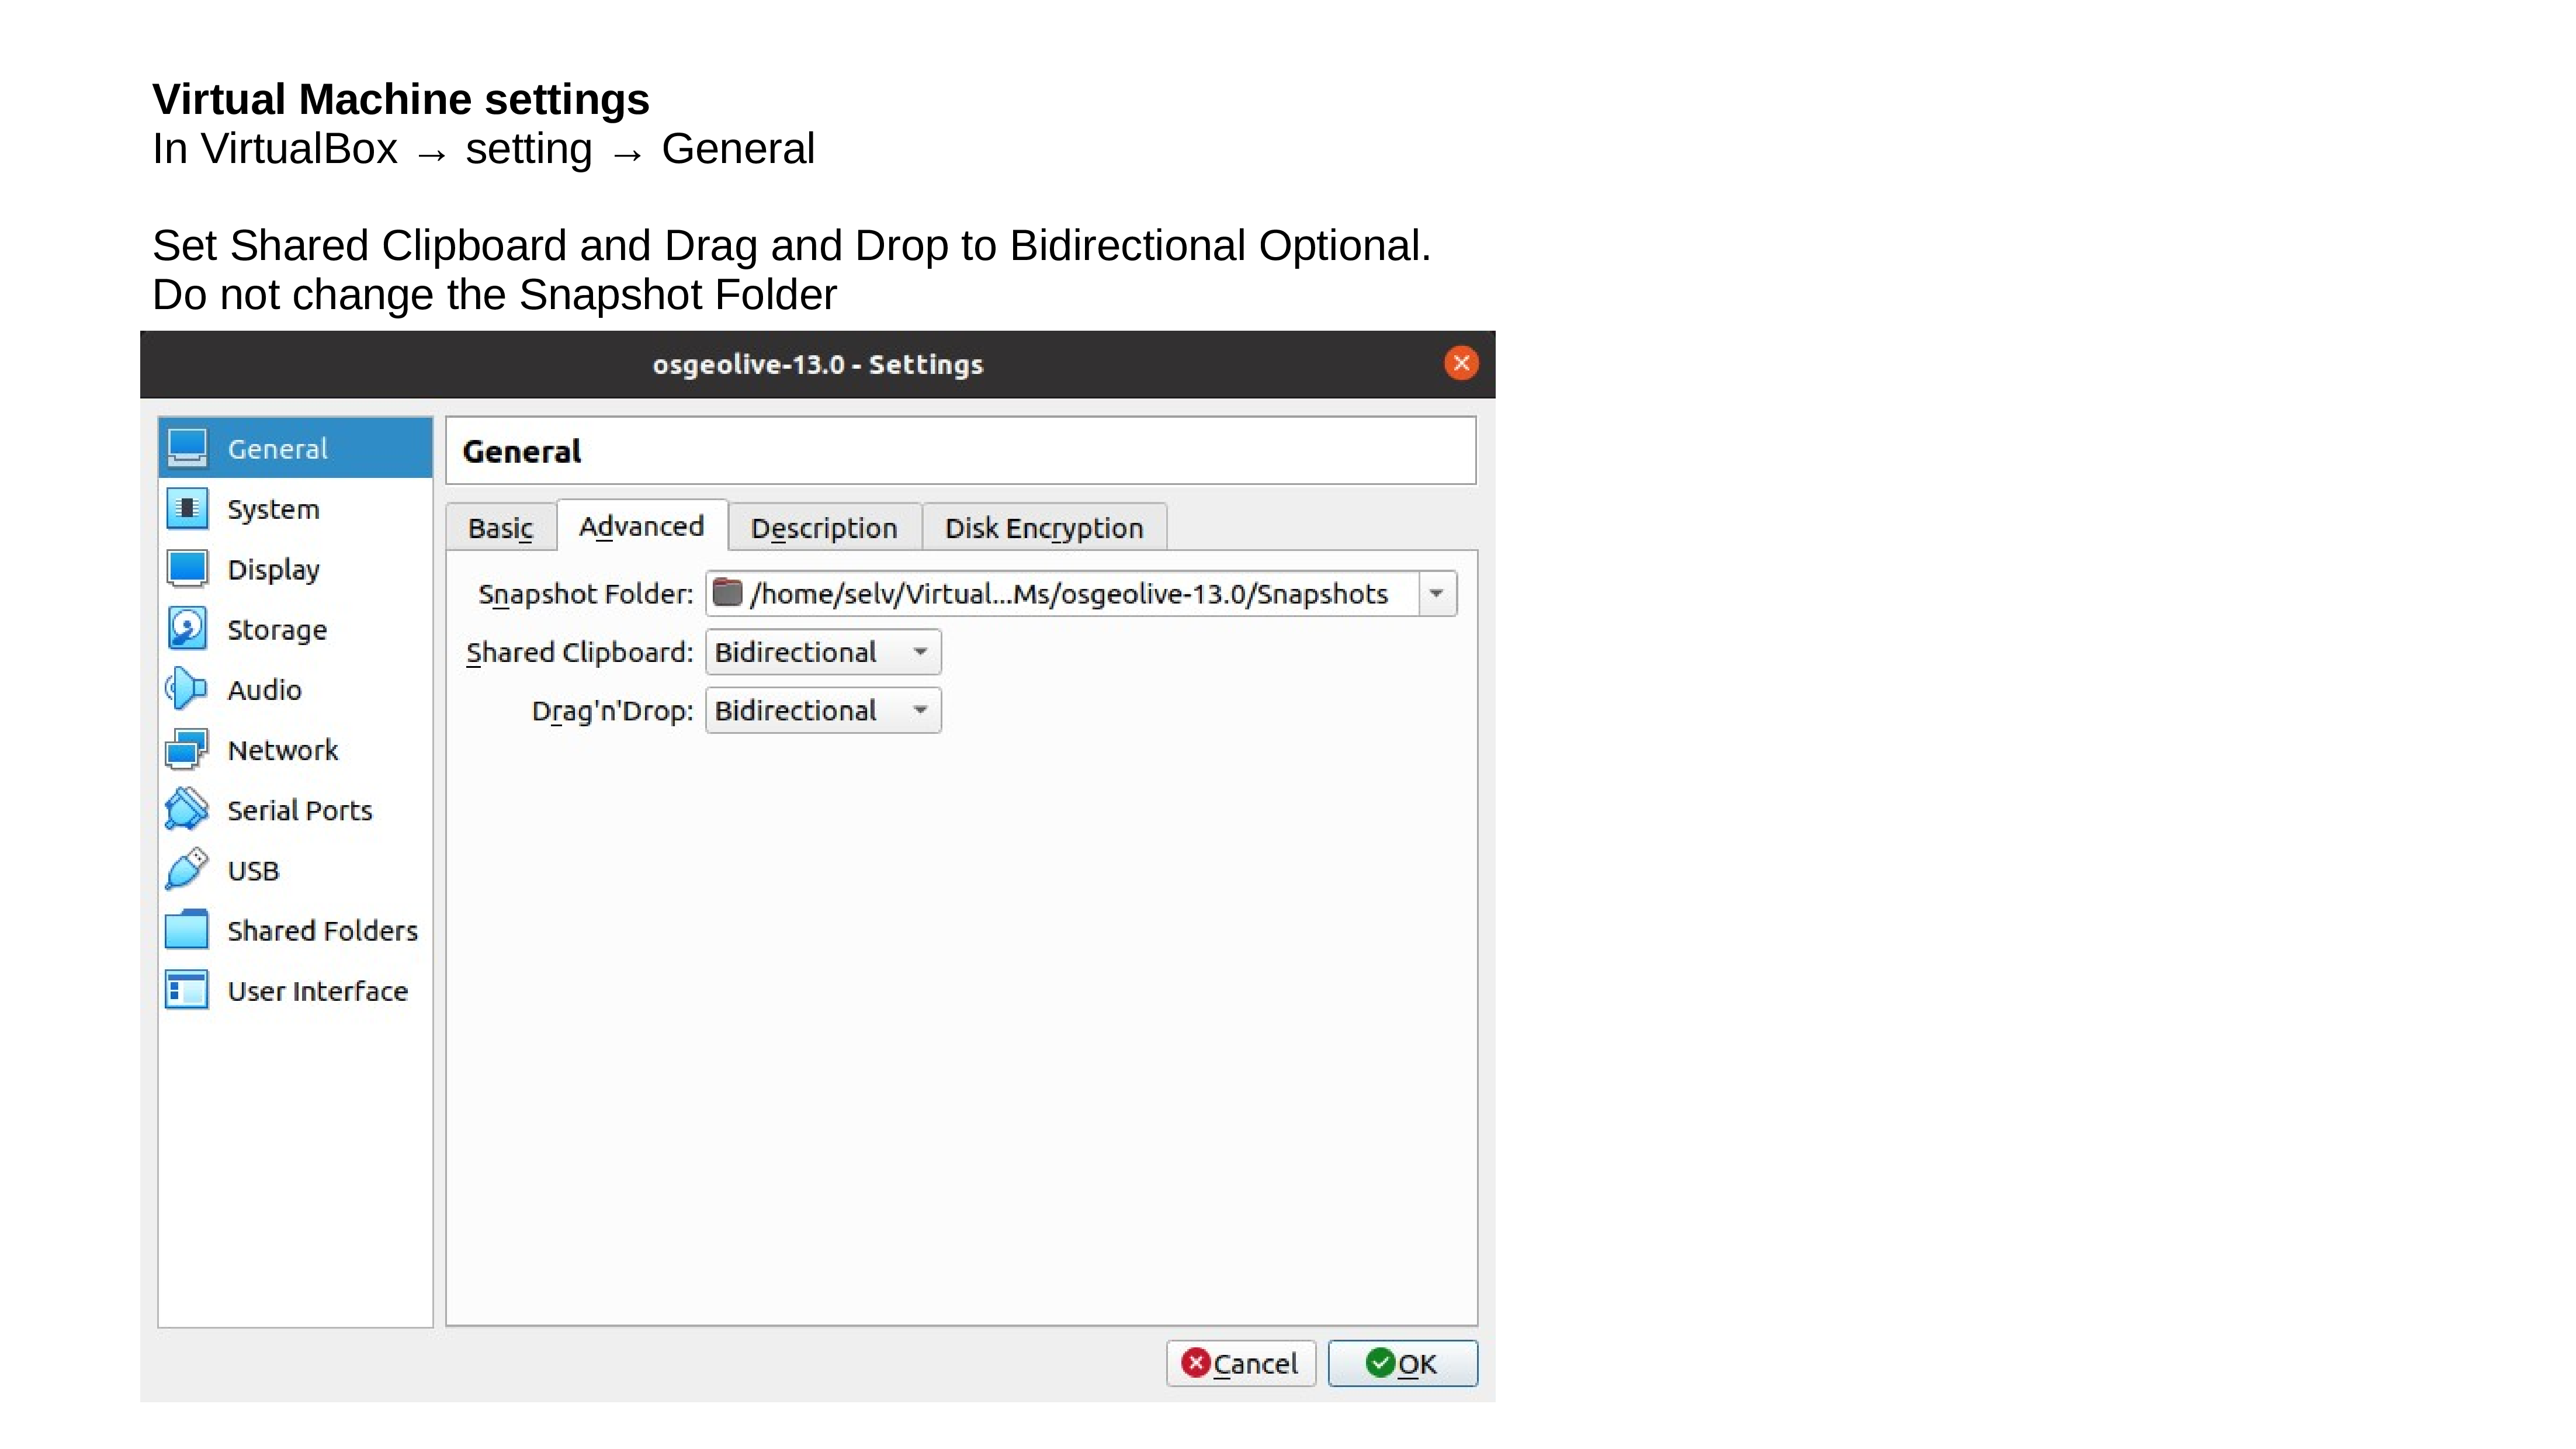 Virtual Machine settings
In VirtualBox → setting → General
Set Shared Clipboard and Drag and Drop to Bidirectional Optional.
Do not change the Snapshot Folder
osgeolive-13.0 - Settings
General
System
Display
Storage
Audio
Network
Serial Ports
USB
Shared Folders
User Interface
General
Basic Advanced Description Disk Encryption
Snapshot Folder: /home/selv/Virtual...Ms/osgeolive-13.0/Snapshots
Shared Clipboard: Bidirectional
Drag'n'Drop: Bidirectional
Cancel OK